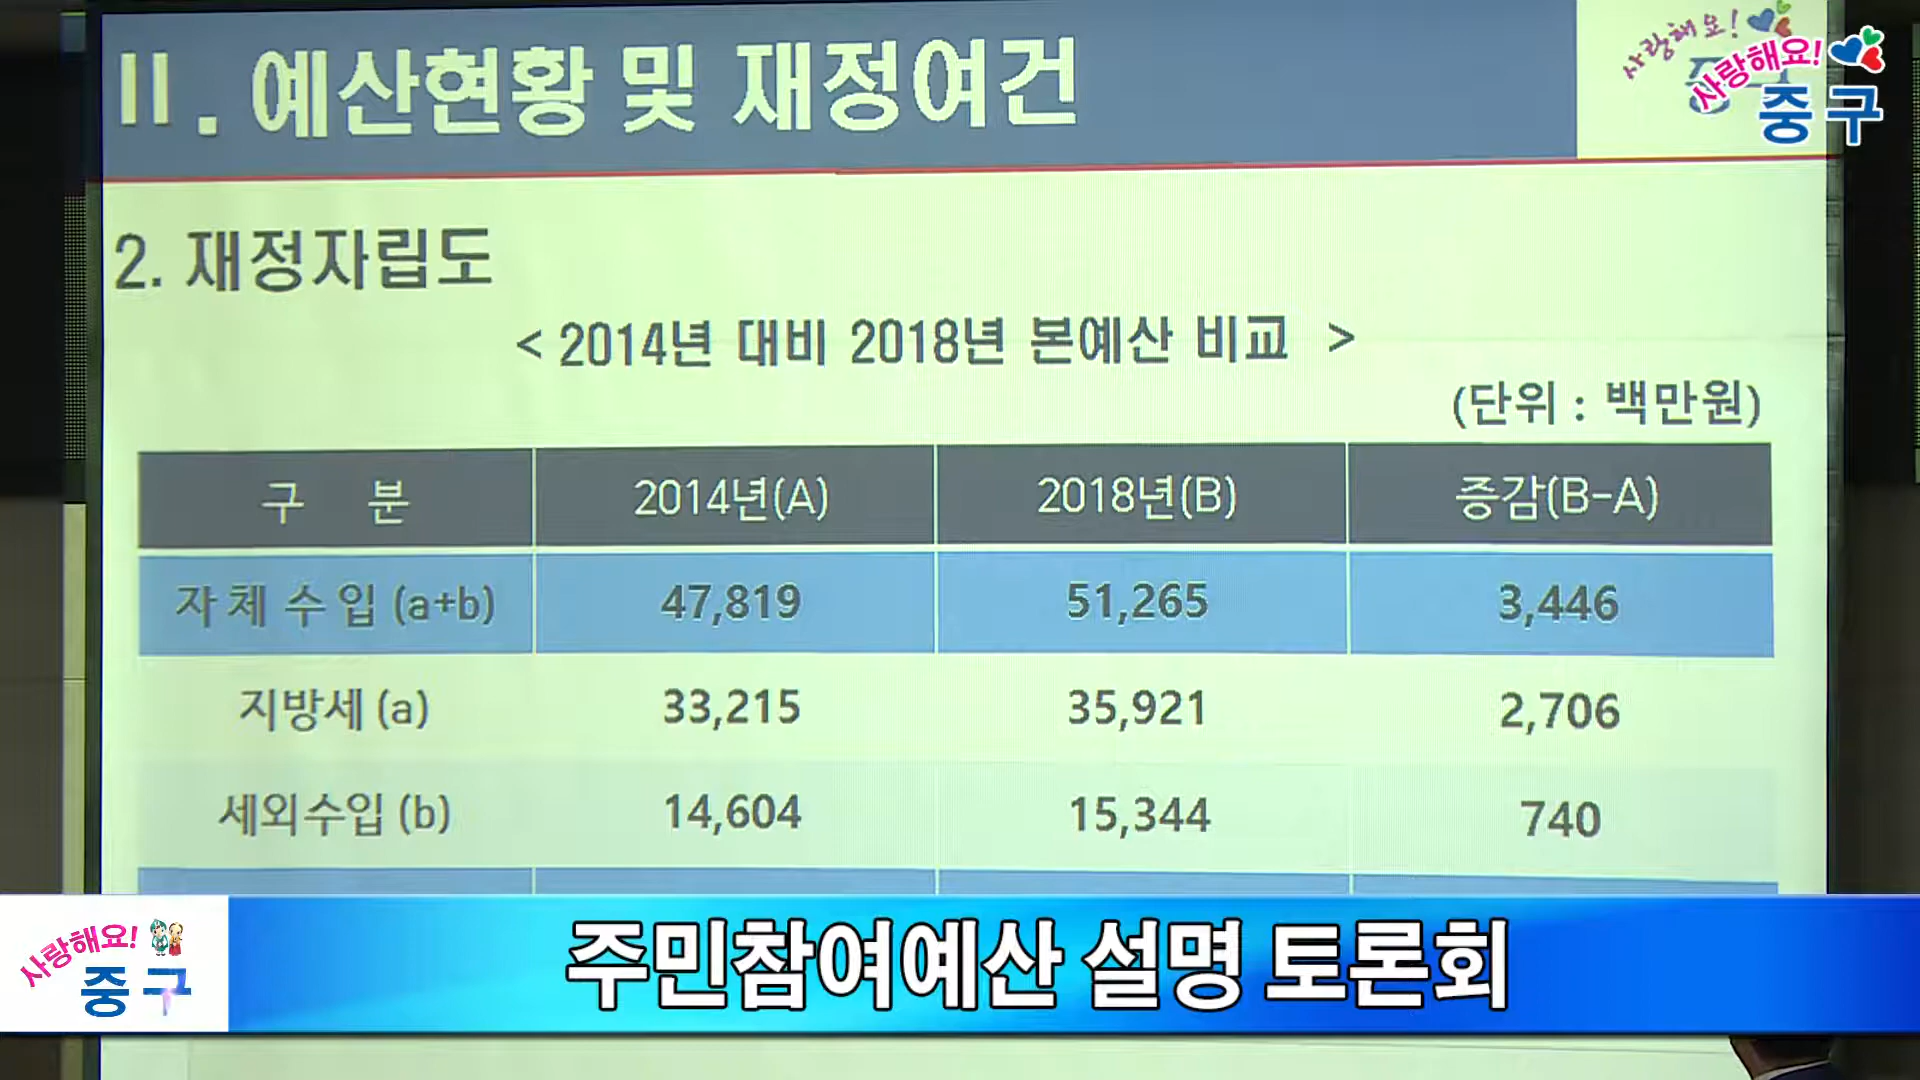 II. 예산현황 및 재정여건
사랑해요!
사랑해요!
중구
2. 재정자립도
< 2014년 대비 2018년 본예산 비교 >
(단위 : 백만원)
구 분 2014년(A) 2018년(B) 증감(B-A)
자 체 수 입 (a+b) 47,819 51,265 3,446
지방세 (a) 33,215 35,921 2,706
세외수입 (b) 14,604 15,344 740
사랑해요!
중구
주민참여예산 설명 토론회